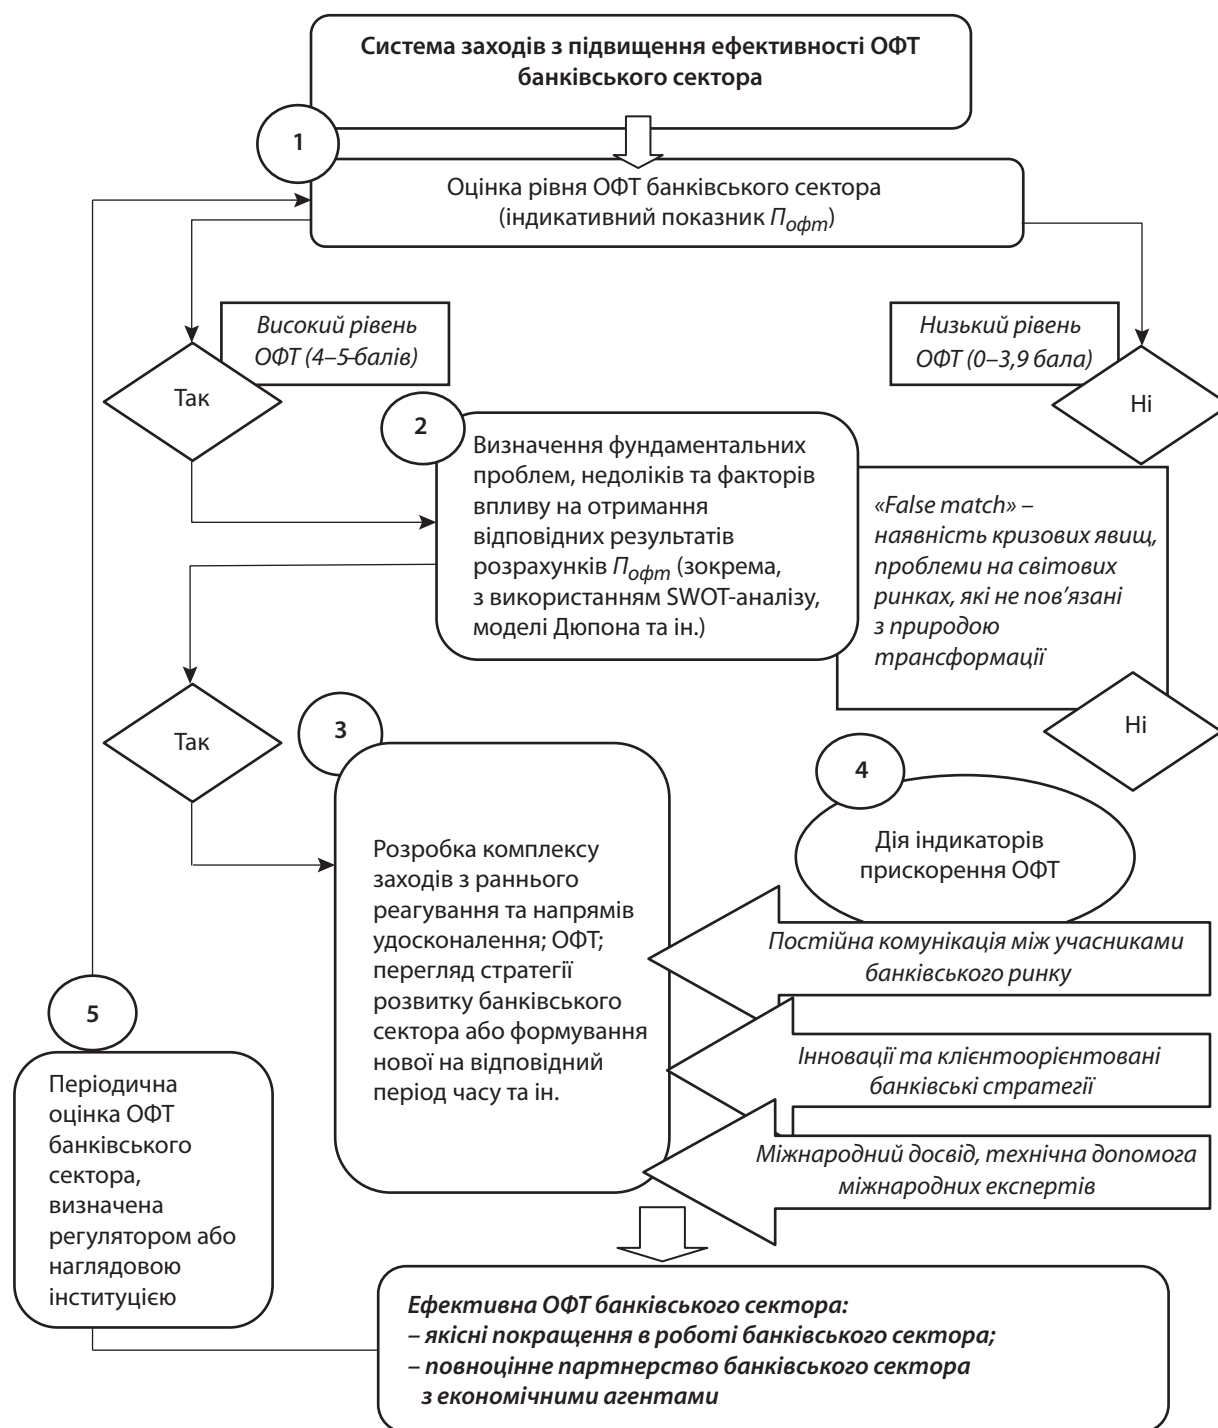 Система заходів з підвищення ефективності ОФТ
банківського сектора
1
Оцінка рівня ОФТ банківського сектора
(індикативний показник Пофт)
Високий рівень
ОФТ (4–5-балів)
Низький рівень
ОФТ (0–3,9 бала)
Так
Ні
2
Визначення фундаментальних
проблем, недоліків та факторів
впливу на отримання
відповідних результатів
розрахунків Пофт (зокрема,
з використанням SWOT-аналізу,
моделі Дюпона та ін.)
«False match» –
наявність кризових явищ,
проблеми на світових
ринках, які не пов’язані
з природою
трансформації
Так
Ні
3
Розробка комплексу
заходів з раннього
реагування та напрямів
удосконалення; ОФТ;
перегляд стратегії
розвитку банківського
сектора або формування
нової на відповідний
період часу та ін.
4
Дія індикаторів
прискорення ОФТ
Постійна комунікація між учасниками
банківського ринку
Інновації та клієнтоорієнтовані
банківські стратегії
Міжнародний досвід, технічна допомога
міжнародних експертів
5
Періодична
оцінка ОФТ
банківського
сектора,
визначена
регулятором або
наглядовою
інституцією
Ефективна ОФТ банківського сектора:
– якісні покращення в роботі банківського сектора;
– повноцінне партнерство банківського сектора
з економічними агентами